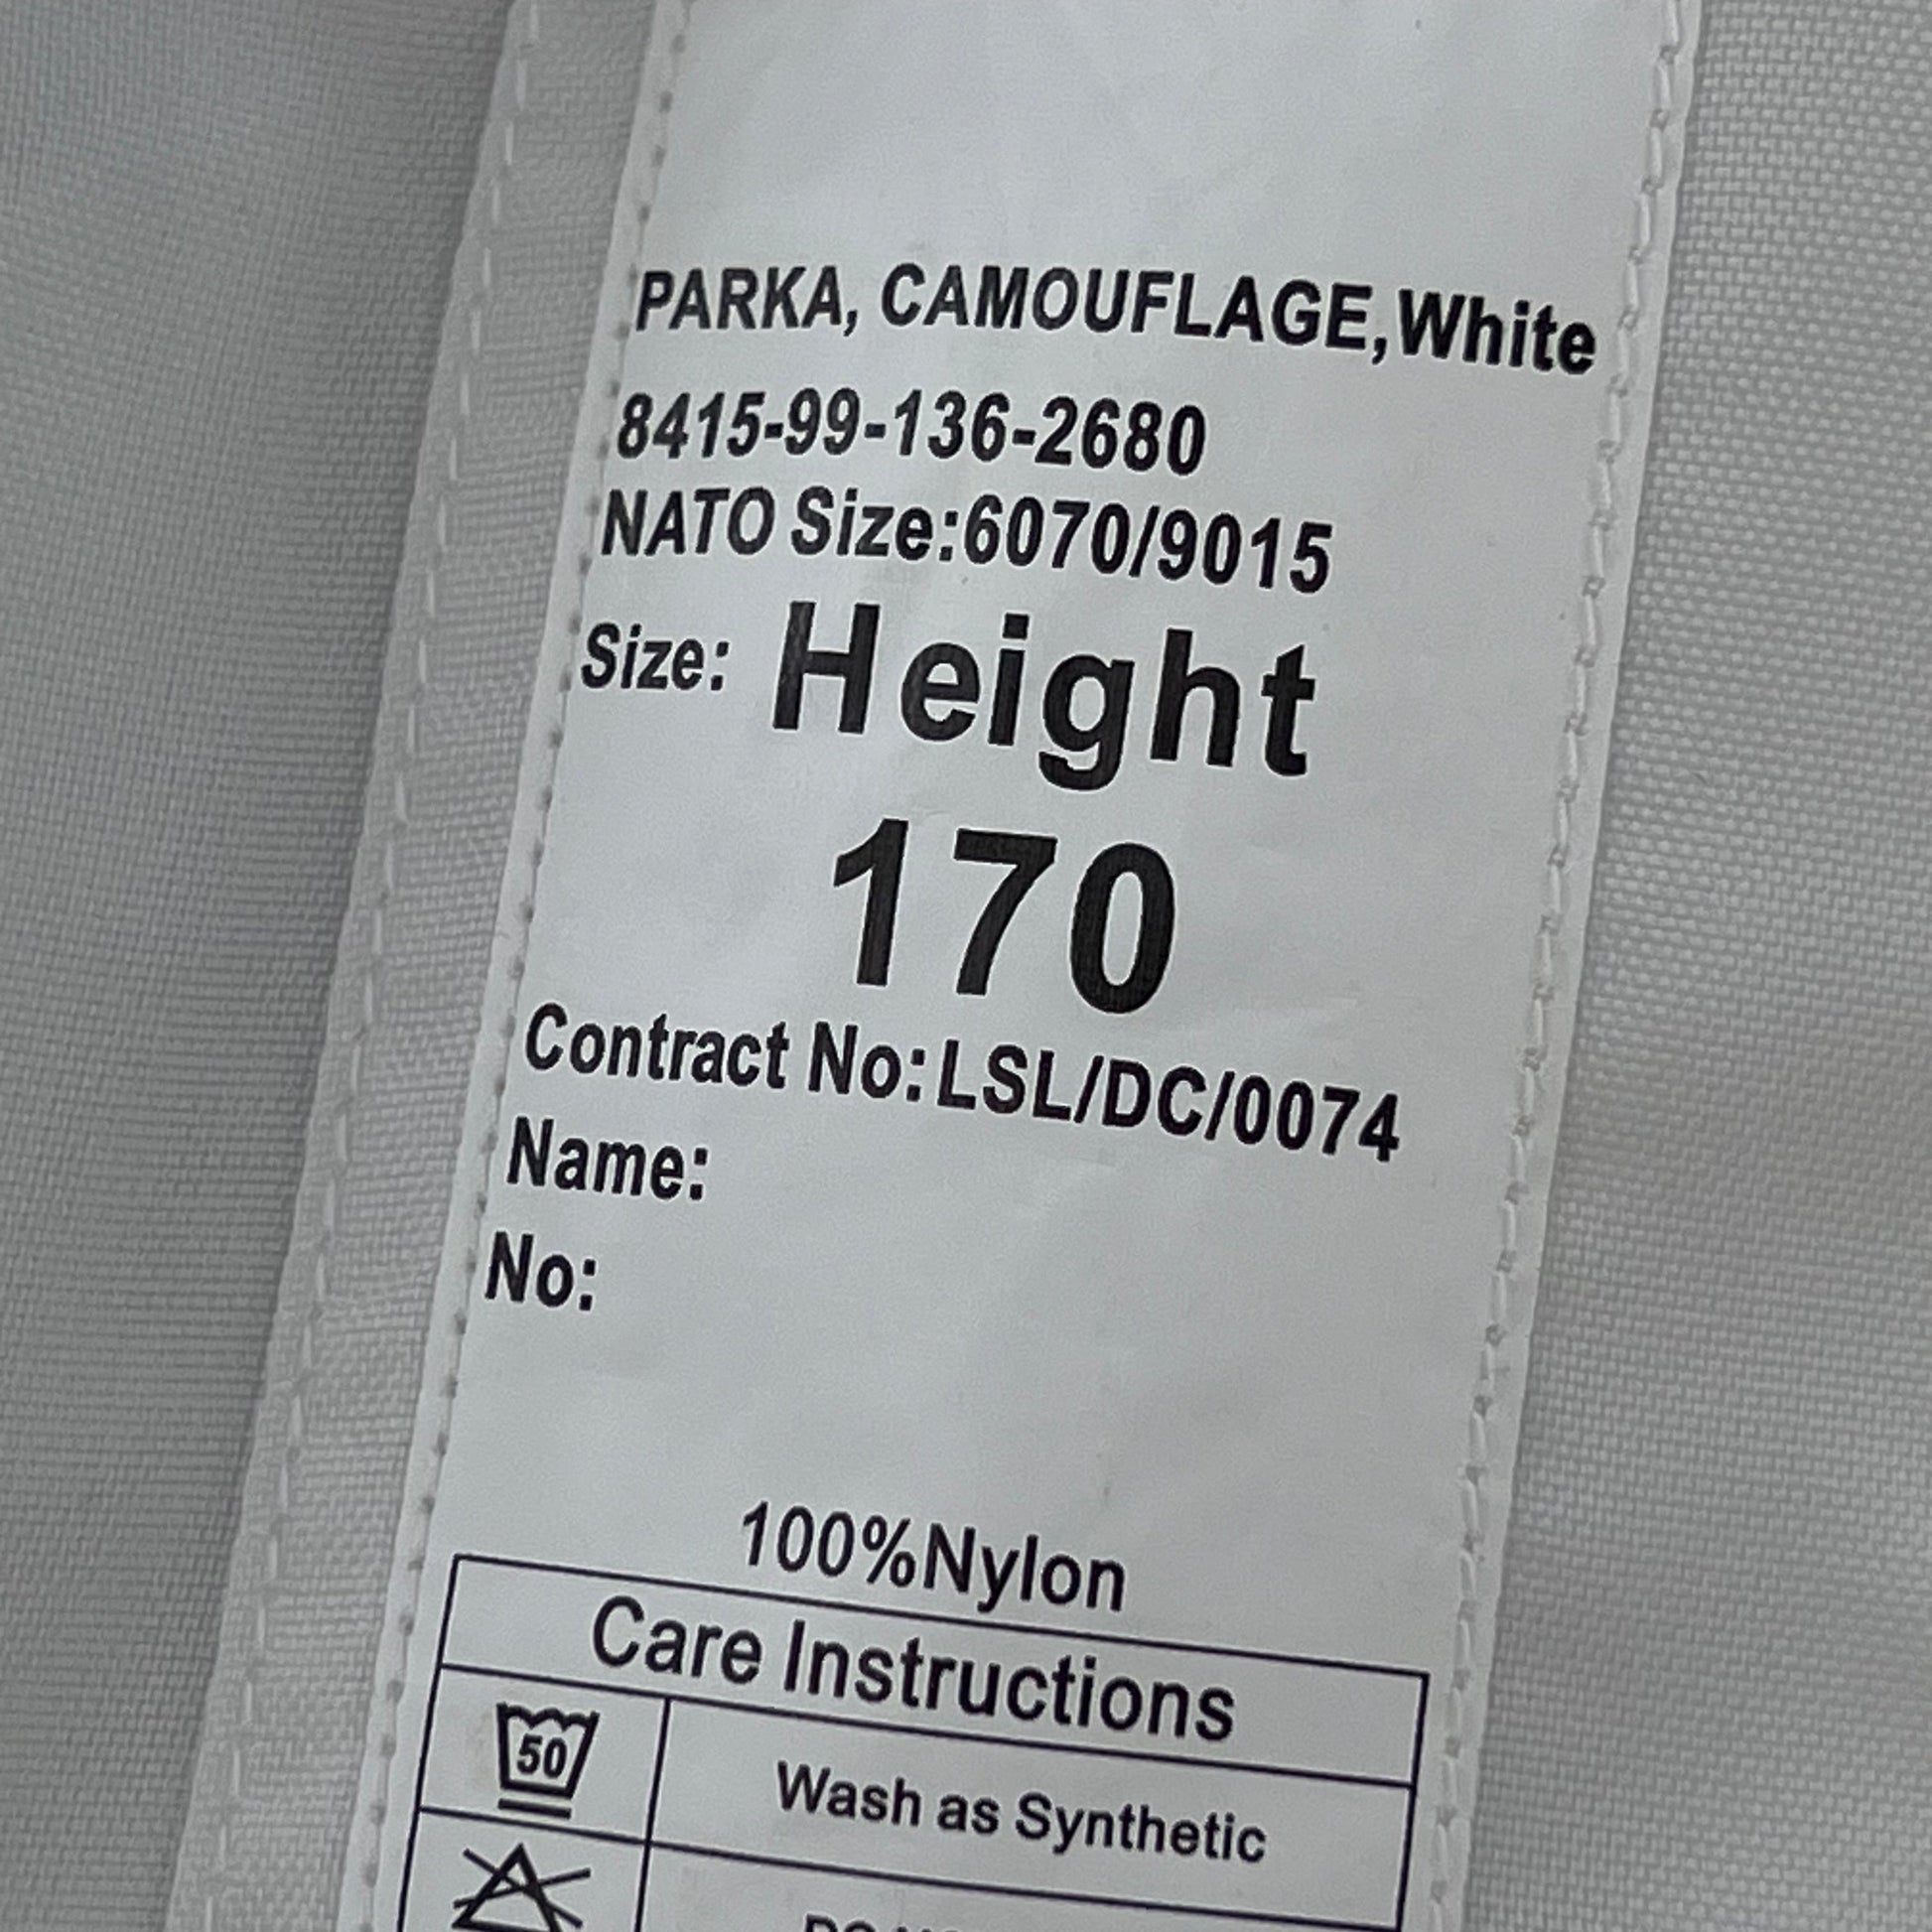 PARKA, CAMOUFLAGE,White
8415-99-136-2680
NATO Size:6070/9015
Size: Height
170
Contract No:LSL/DC/0074
Name:
No:
100%Nylon
Care Instructions
50 Wash as Synthetic